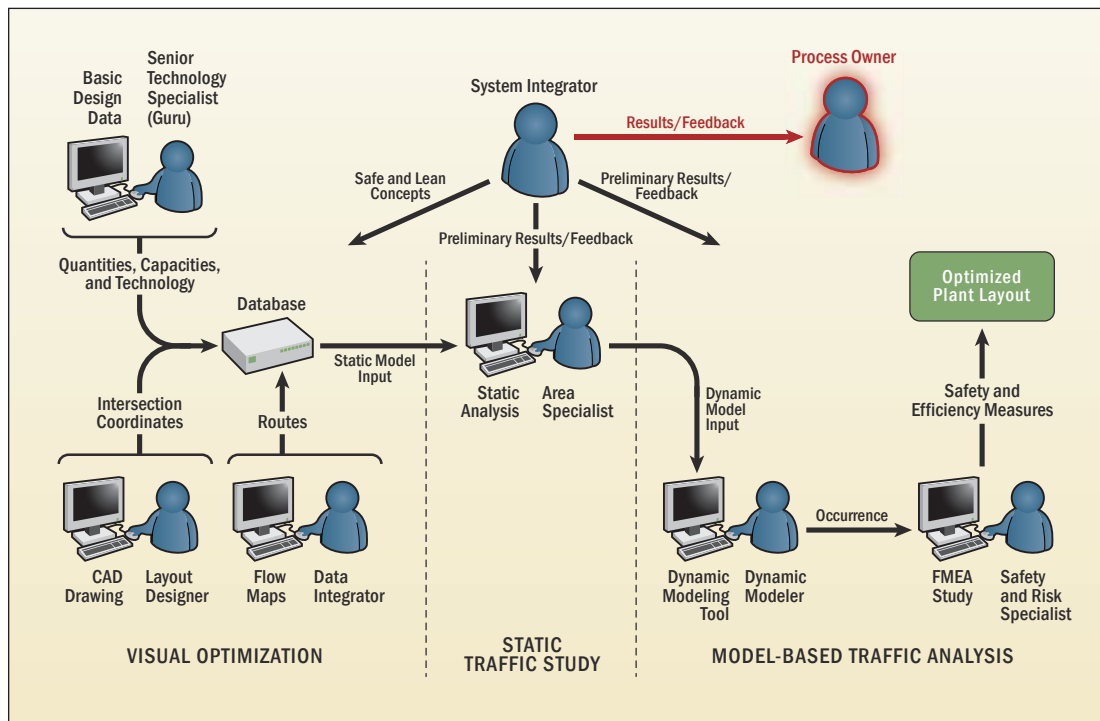 Basic
Design
Data
Senior
Technology
Specialist
(Guru)
System Integrator
Process Owner
Results/Feedback
Safe and Lean
Concepts
Preliminary Results/
Feedback
Preliminary Results/Feedback
Quantities, Capacities,
and Technology
Database
Optimized
Plant Layout
Static Model
Input
Static
Analysis
Area
Specialist
Dynamic
Model
Input
Safety and
Efficiency Measures
Intersection
Coordinates
Routes
Occurrence
CAD
Drawing
Layout
Designer
Flow
Maps
Data
Integrator
Dynamic
Modeling
Tool
Dynamic
Modeler
FMEA
Study
Safety
and Risk
Specialist
VISUAL OPTIMIZATION
STATIC
TRAFFIC STUDY
MODEL-BASED TRAFFIC ANALYSIS